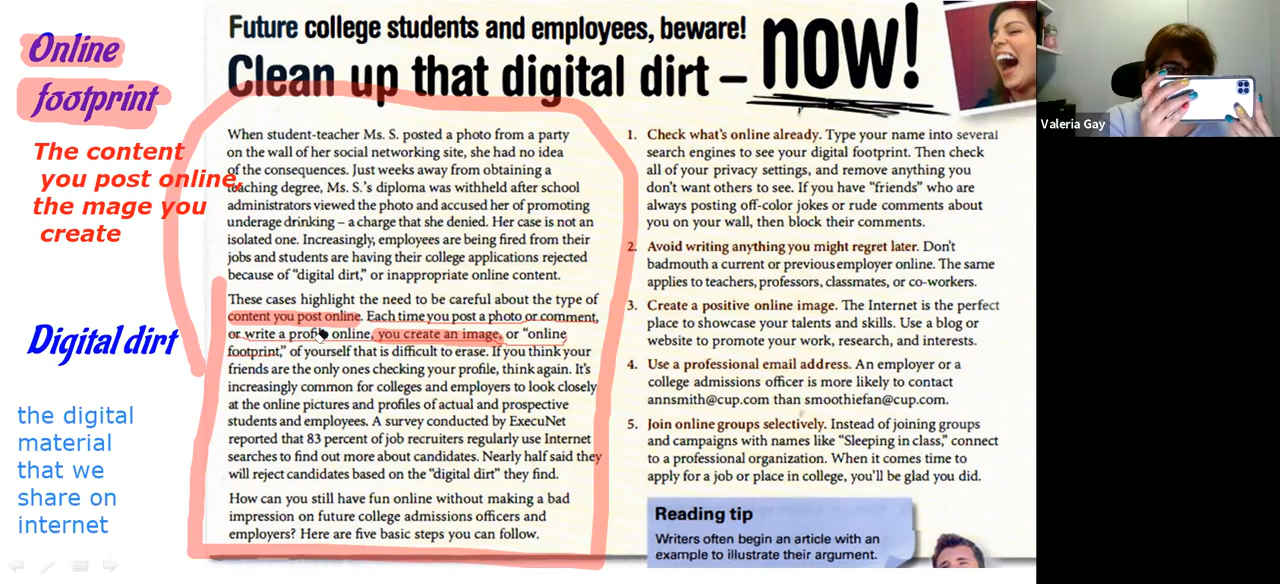 Online
footprint
The content
you post online,
the mage you
create
Digital dirt
the digital
material
that we
share on
internet
Future college students and employees, beware!
Clean up that digital dirt – now!
When student-teacher Ms. S. posted a photo from a party
on the wall of her social networking site, she had no idea
of the consequences. Just weeks away from obtaining a
teaching degree, Ms. S.'s diploma was withheld after school
administrators viewed the photo and accused her of promoting
underage drinking – a charge that she denied. Her case is not an
isolated one. Increasingly, employees are being fired from their
jobs and students are having their college applications rejected
because of "digital dirt," or inappropriate online content.
These cases highlight the need to be careful about the type of
content you post online. Each time you post a photo or comment,
or write a profile online, you create an image, or "online
footprint," of yourself that is difficult to erase. If you think your
friends are the only ones checking your profile, think again. It's
increasingly common for colleges and employers to look closely
at the online pictures and profiles of actual and prospective
students and employees. A survey conducted by ExecuNet
reported that 83 percent of job recruiters regularly use Internet
searches to find out more about candidates. Nearly half said they
will reject candidates based on the "digital dirt" they find.
How can you still have fun online without making a bad
impression on future college admissions officers and
employers? Here are five basic steps you can follow.
1. Check what's online already. Type your name into several
search engines to see your digital footprint. Then check
all of your privacy settings, and remove anything you
don't want others to see. If you have "friends" who are
always posting off-color jokes or rude comments about
you on your wall, then block their comments.
2. Avoid writing anything you might regret later. Don't
badmouth a current or previous employer online. The same
applies to teachers, professors, classmates, or co-workers.
3. Create a positive online image. The Internet is the perfect
place to showcase your talents and skills. Use a blog or
website to promote your work, research, and interests.
4. Use a professional email address. An employer or a
college admissions officer is more likely to contact
annsmith@cup.com than smoothiefan@cup.com.
5. Join online groups selectively. Instead of joining groups
and campaigns with names like "Sleeping in class," connect
to a professional organization. When it comes time to
apply for a job or place in college, you'll be glad you did.
Reading tip
Writers often begin an article with an
example to illustrate their argument.
Valeria Gay